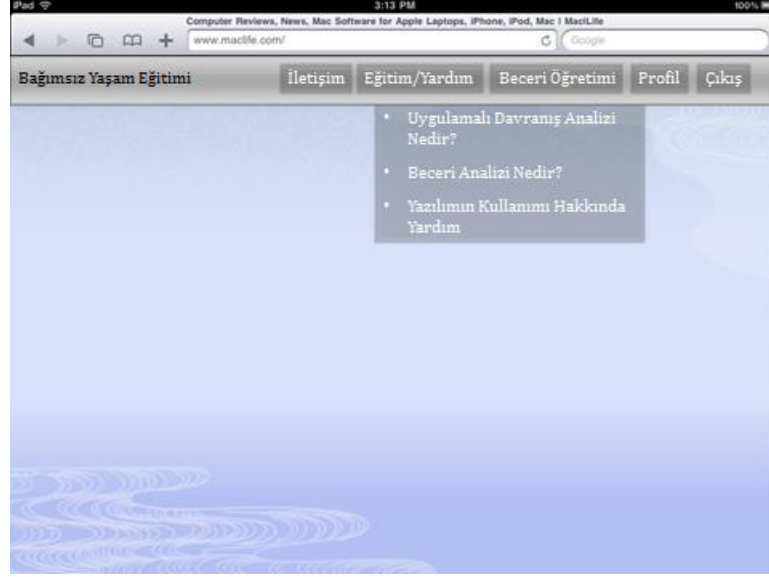 iPad 3:13 PM 100%
Computer Reviews, News, Mac Software for Apple Laptops, iPhone, iPod, Mac | Mac|Life
www.maclife.com/ Google
Bağımsız Yaşam Eğitimi İletişim Eğitim/Yardım Beceri Öğretimi Profil Çıkış
• Uygulamalı Davranış Analizi
Nedir?
• Beceri Analizi Nedir?
• Yazılımın Kullanımı Hakkında
Yardım